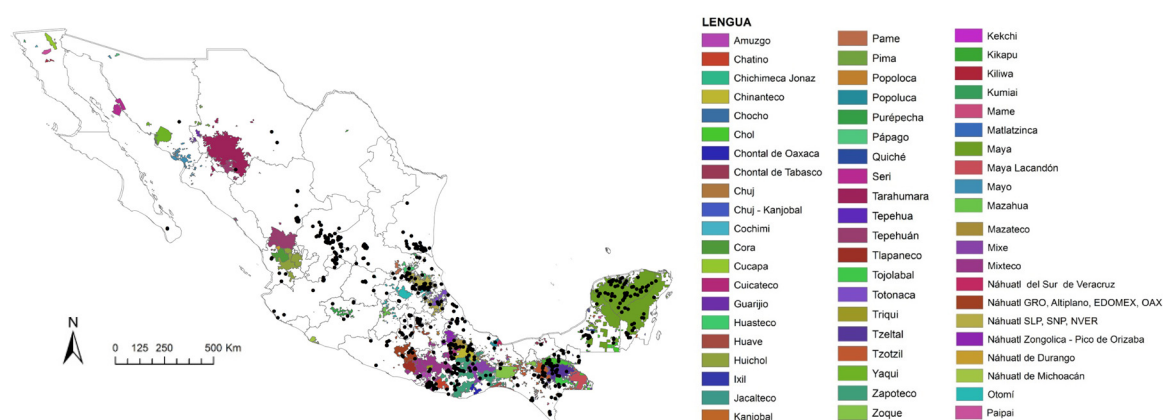 LENGUA
Amuzgo
Chatino
Chichimeca Jonaz
Chinanteco
Chocho
Chol
Chontal de Oaxaca
Chontal de Tabasco
Chuj
Chuj - Kanjobal
Cochimi
Cora
Cucapa
Cuicateco
Guarijio
Huasteco
Huave
Huichol
Ixil
Jacalteco
Kanjobal
Pame
Pima
Popoloca
Popoluca
Purépecha
Pápago
Quiché
Seri
Tarahumara
Tepehua
Tepehuán
Tlapaneco
Tojolabal
Totonaca
Triqui
Tzeltal
Tzotzil
Yaqui
Zapoteco
Zoque
Kekchi
Kikapu
Kiliwa
Kumiai
Mame
Matlatzinca
Maya
Maya Lacandón
Mayo
Mazahua
Mazateco
Mixe
Mixteco
Náhuatl del Sur de Veracruz
Náhuatl GRO, Altiplano, EDOMEX, OAX
Náhuatl SLP, SNP, NVER
Náhuatl Zongolica - Pico de Orizaba
Náhuatl de Durango
Náhuatl de Michoacán
Otomí
Paipai
N
0 125 250 500 Km